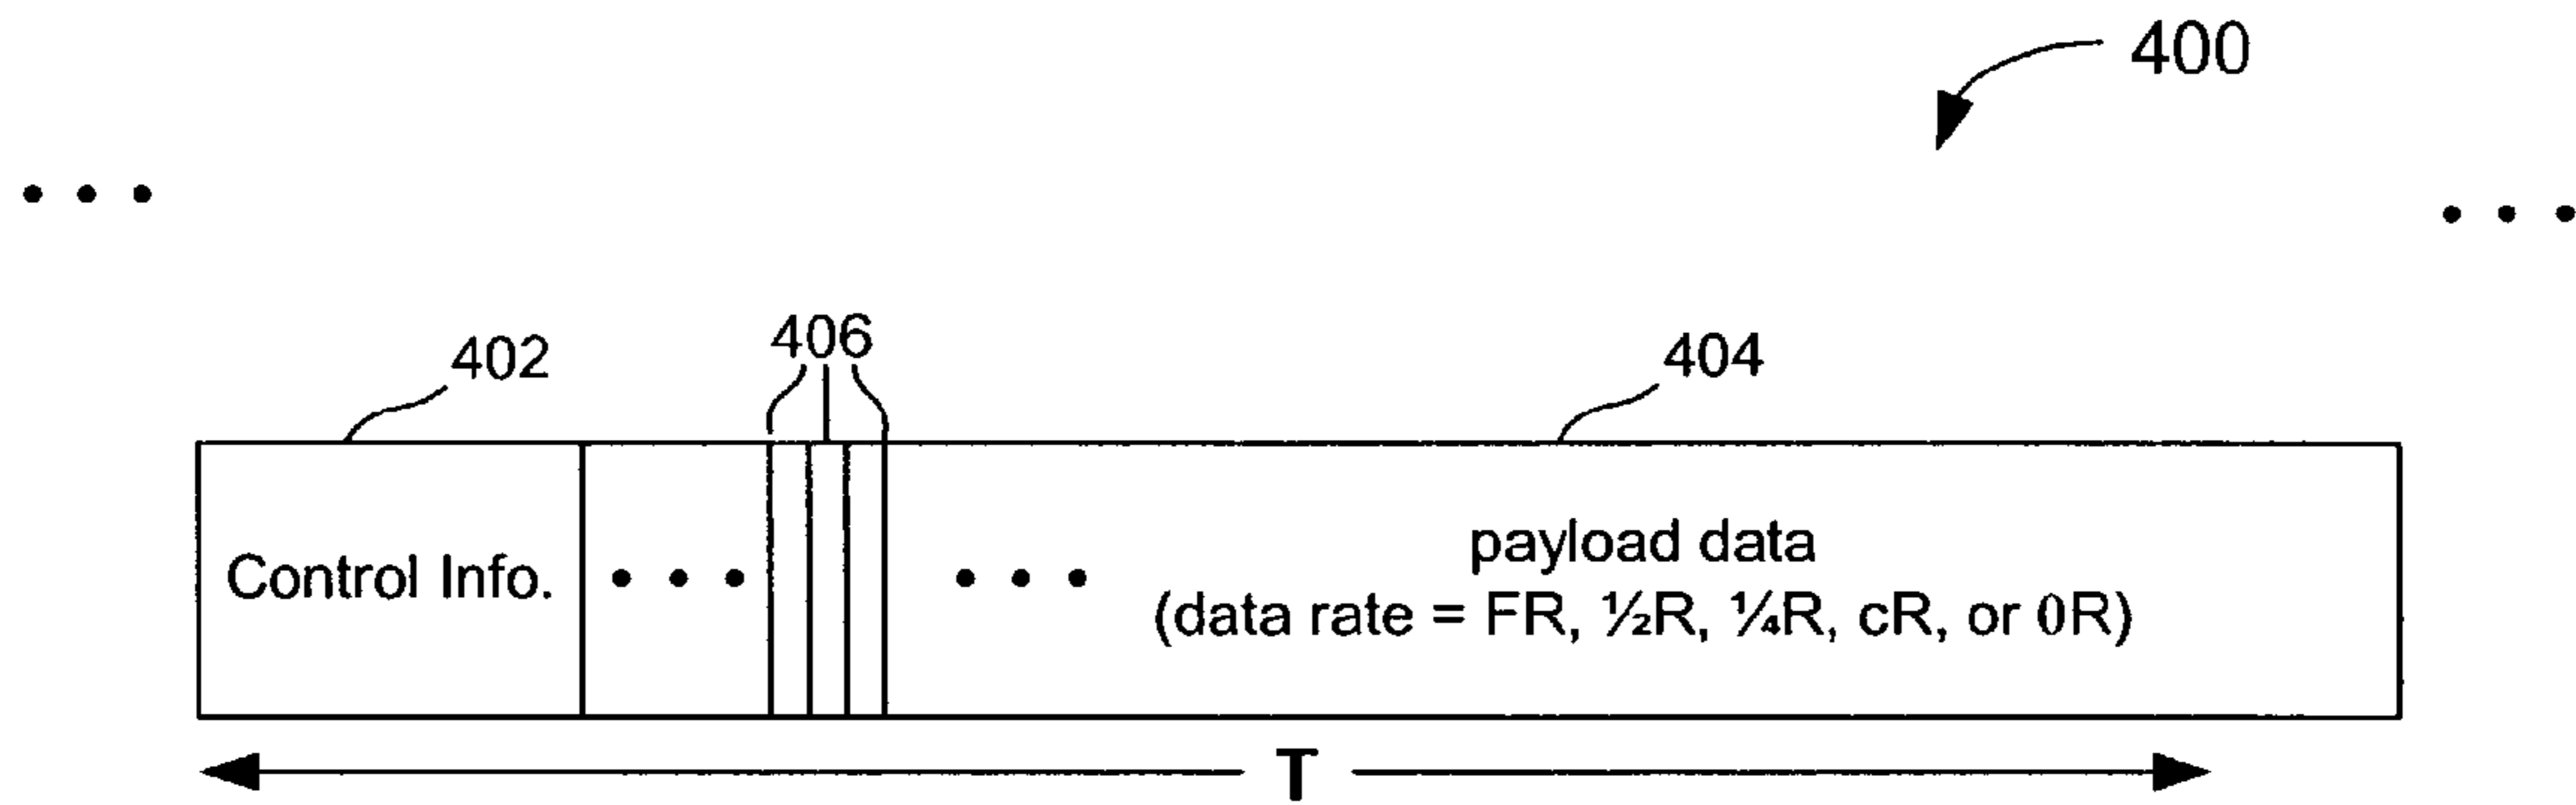 400
402
406
404
Control Info.
payload data
(data rate = FR, ½R, ¼R, cR, or 0R)
T